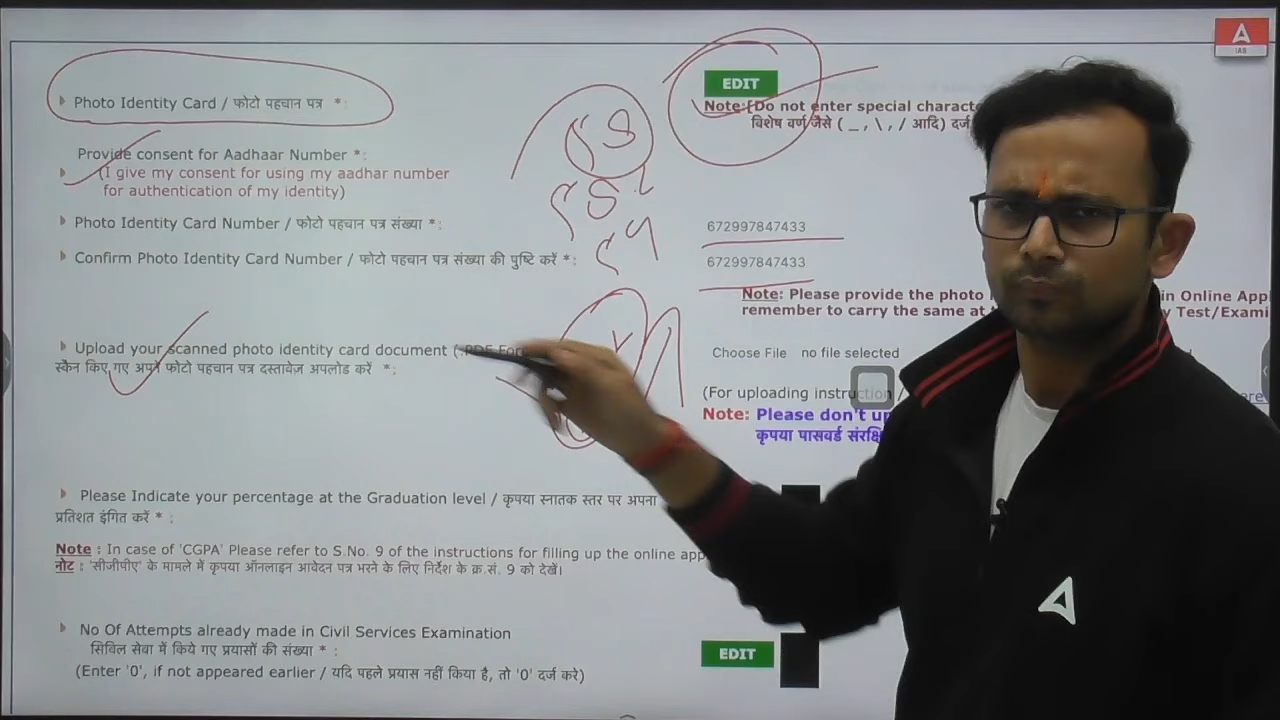 IAS
EDIT
Photo Identity Card / फोटो पहचान पत्र * :
Note:[Do not enter special characte
विशेष वर्ण जैसे ( _ , \ , / आदि) दर्ज
Provide consent for Aadhaar Number *:
(I give my consent for using my aadhar number
for authentication of my identity)
Photo Identity Card Number / फोटो पहचान पत्र संख्या * :
672997847433
Confirm Photo Identity Card Number / फोटो पहचान पत्र संख्या की पुष्टि करें * :
672997847433
Note: Please provide the photo in Online Appl
remember to carry the same at Test/Exami
Upload your scanned photo identity card document (.PDF For
स्कैन किए गए अपने फोटो पहचान पत्र दस्तावेज़ अपलोड करें *:
Choose File no file selected
(For uploading instruction /
Note: Please don't up
कृपया पासवर्ड संरक्षि
Please Indicate your percentage at the Graduation level / कृपया स्नातक स्तर पर अपना
प्रतिशत इंगित करें * :
Note : In case of 'CGPA' Please refer to S.No. 9 of the instructions for filling up the online app
नोट : 'सीजीपीए' के मामले में कृपया ऑनलाइन आवेदन पत्र भरने के लिए निर्देश के क्र.सं. 9 को देखें।
No Of Attempts already made in Civil Services Examination
सिविल सेवा में किये गए प्रयासों की संख्या * :
EDIT
(Enter '0', if not appeared earlier / यदि पहले प्रयास नहीं किया है, तो '0' दर्ज करे)